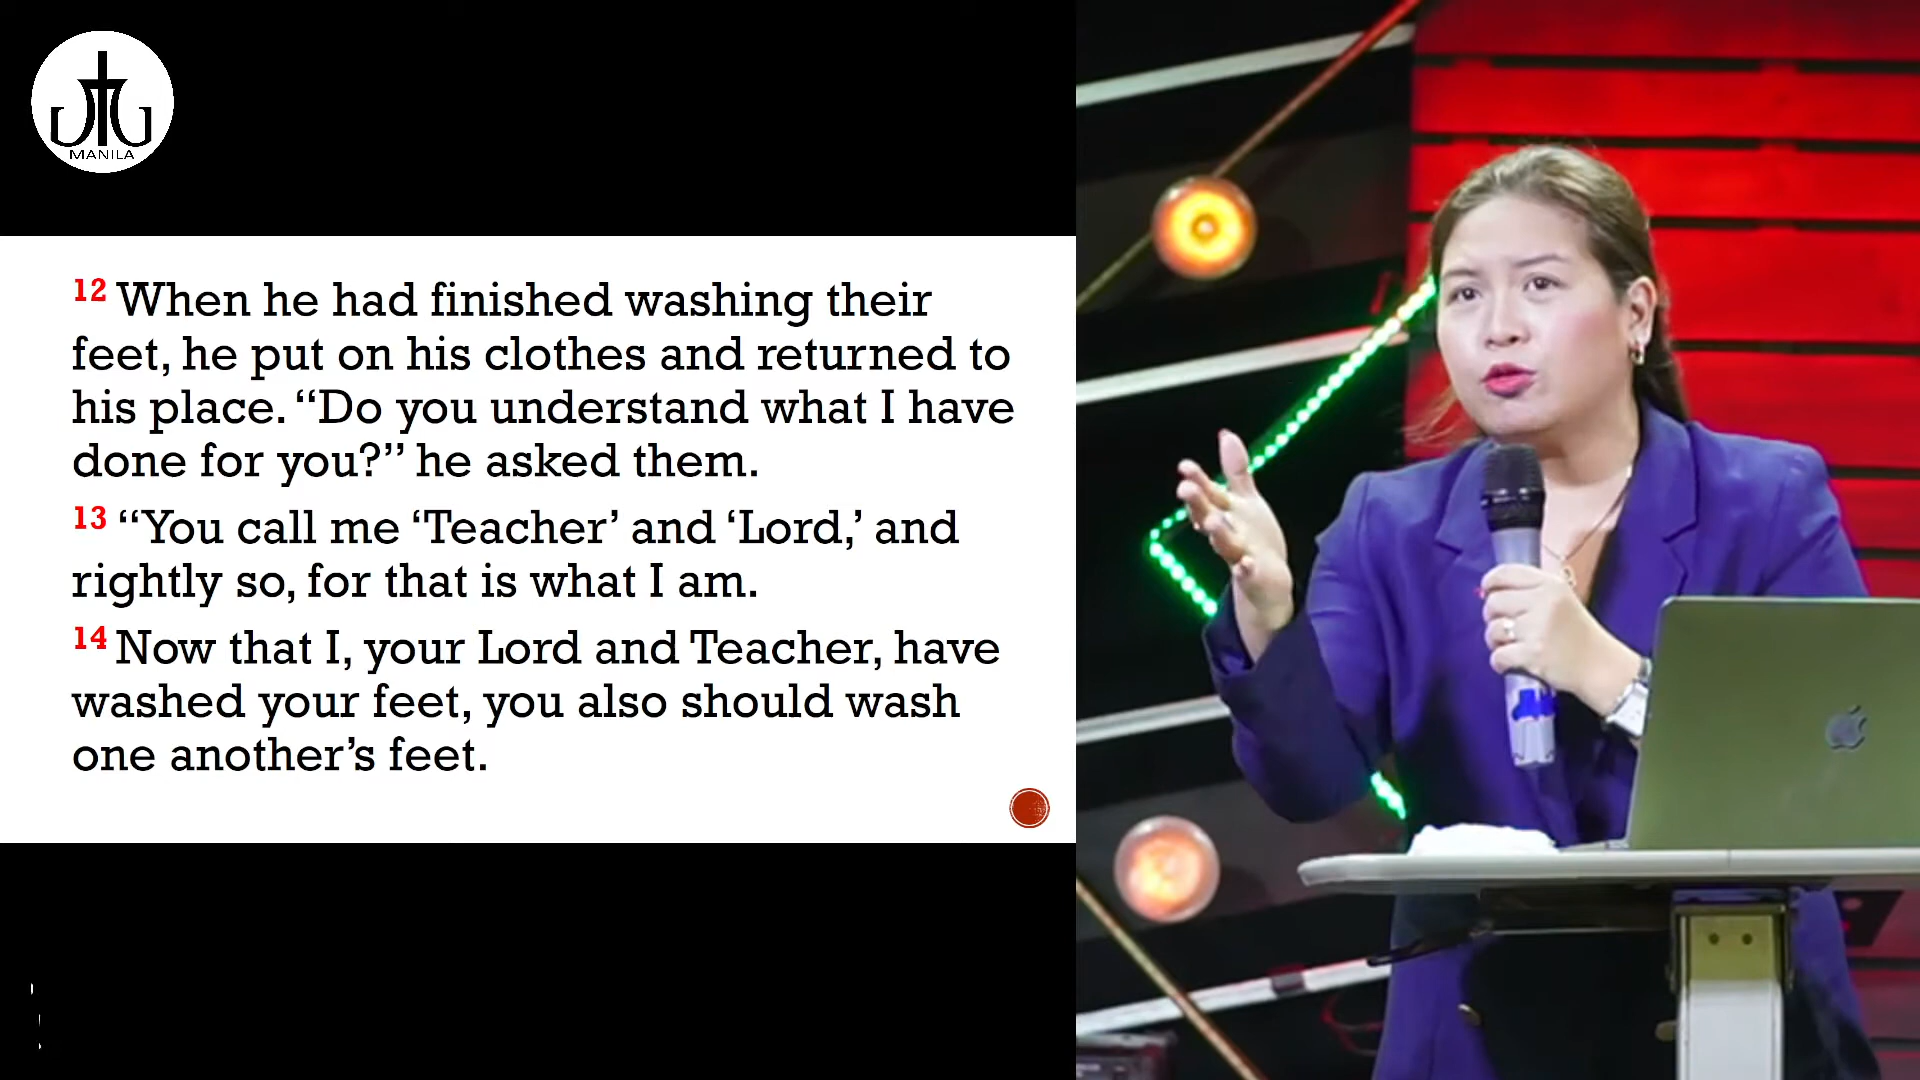 MANILA
12 When he had finished washing their
feet, he put on his clothes and returned to
his place. “Do you understand what I have
done for you?” he asked them.
13 “You call me ‘Teacher’ and ‘Lord,’ and
rightly so, for that is what I am.
14 Now that I, your Lord and Teacher, have
washed your feet, you also should wash
one another’s feet.